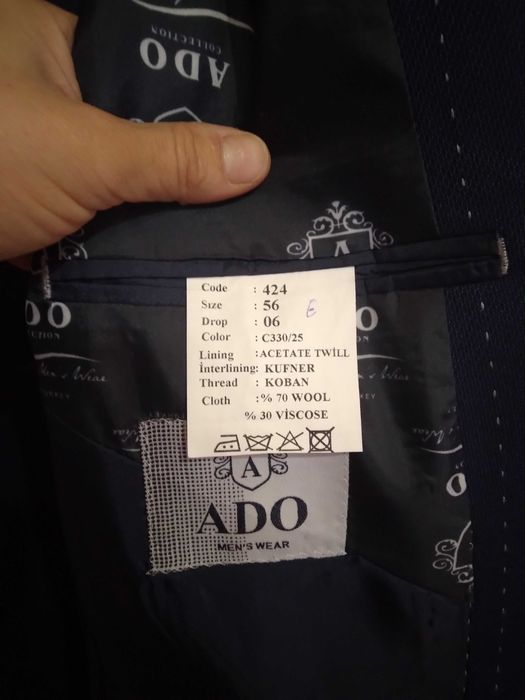 ADO
COLLECTION
A
Code : 424
Size : 56
Drop : 06
Color : C330/25
Lining : ACETATE TWİLL
İnterlining: KUFNER
Thread : KOBAN
Cloth : % 70 WOOL
% 30 VİSCOSE
A
ADO
MEN'S WEAR